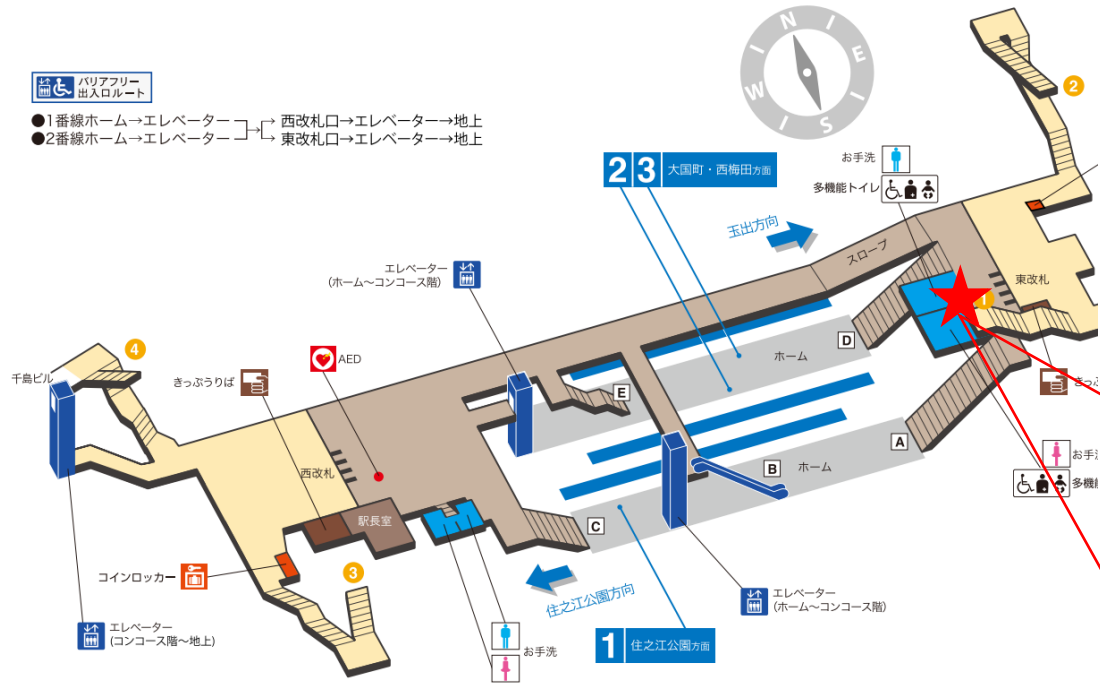 バリアフリー
出入口ルート
●1番線ホーム→エレベーター→西改札口→エレベーター→地上
●2番線ホーム→エレベーター→東改札口→エレベーター→地上
N
E
S
W
2
2 3 大国町・西梅田方面
お手洗
多機能トイレ
玉出方向
スロープ
東改札
1
エレベーター
(ホーム〜コンコース階)
AED
D
ホーム
4
千島ビル
きっぷうりば
E
A
B
ホーム
お手洗
西改札
駅長室
C
コインロッカー
3
住之江公園方向
エレベーター
(ホーム〜コンコース階)
エレベーター
(コンコース階〜地上)
お手洗
1 住之江公園方面